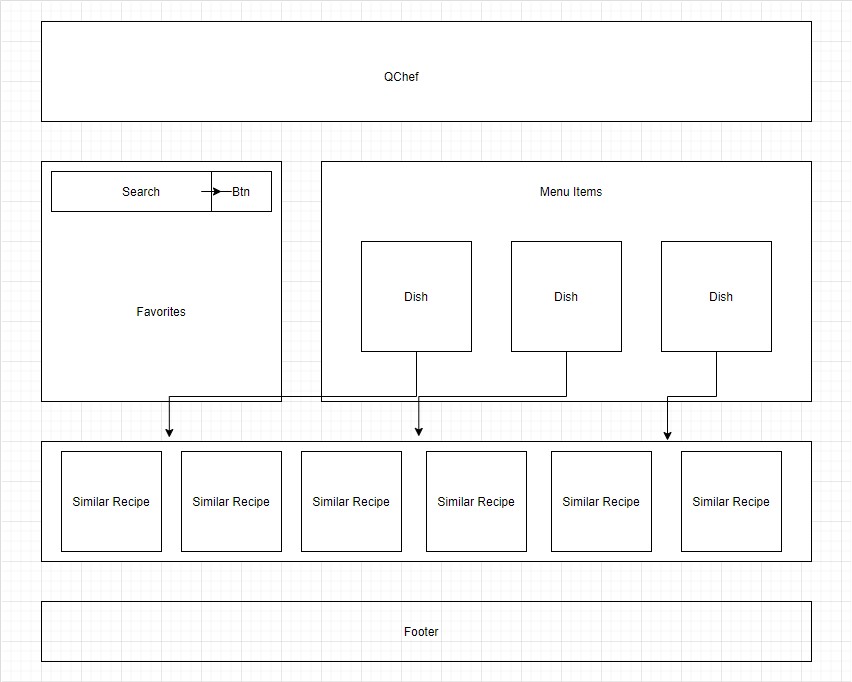 QChef
Search
Btn
Favorites
Menu Items
Dish
Dish
Dish
Similar Recipe
Similar Recipe
Similar Recipe
Similar Recipe
Similar Recipe
Similar Recipe
Footer